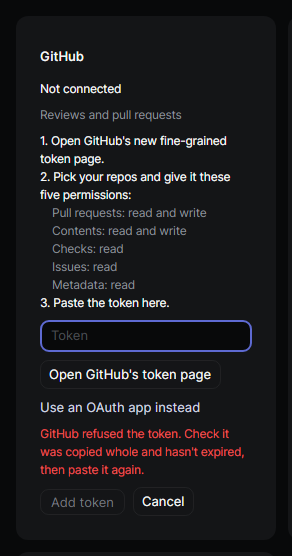 GitHub
Not connected
Reviews and pull requests
1. Open GitHub's new fine-grained
token page.
2. Pick your repos and give it these
five permissions:
Pull requests: read and write
Contents: read and write
Checks: read
Issues: read
Metadata: read
3. Paste the token here.
Token
Open GitHub's token page
Use an OAuth app instead
GitHub refused the token. Check it
was copied whole and hasn't expired,
then paste it again.
Add token Cancel